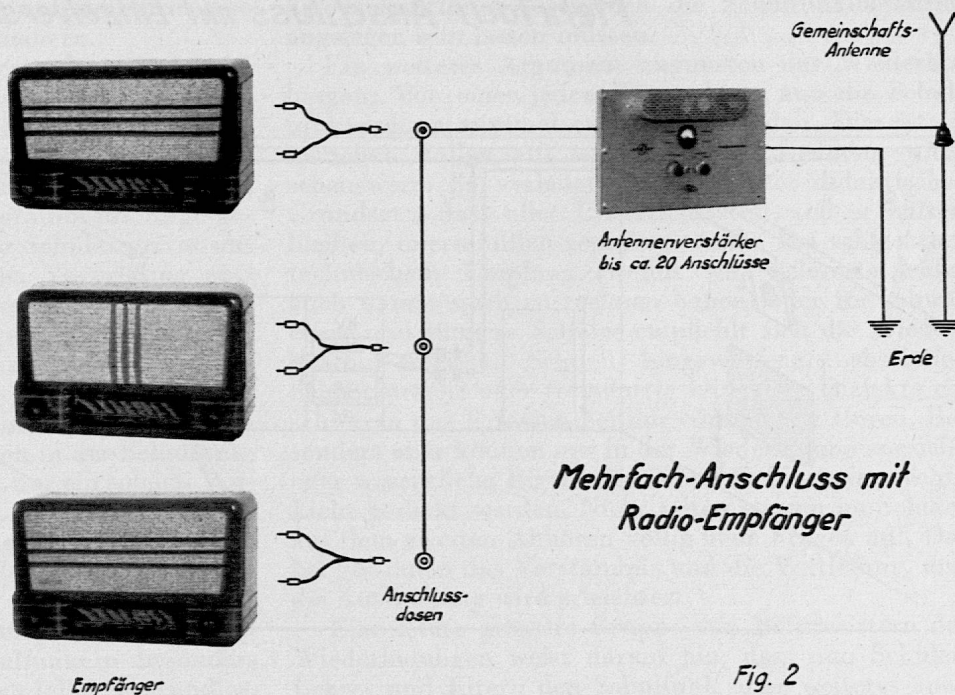 Gemeinschafts-
Antenne
Antennenverstärker
bis ca. 20 Anschlüsse
Erde
Mehrfach-Anschluss mit
Radio-Empfänger
Anschluss-
dosen
Empfänger
Fig. 2